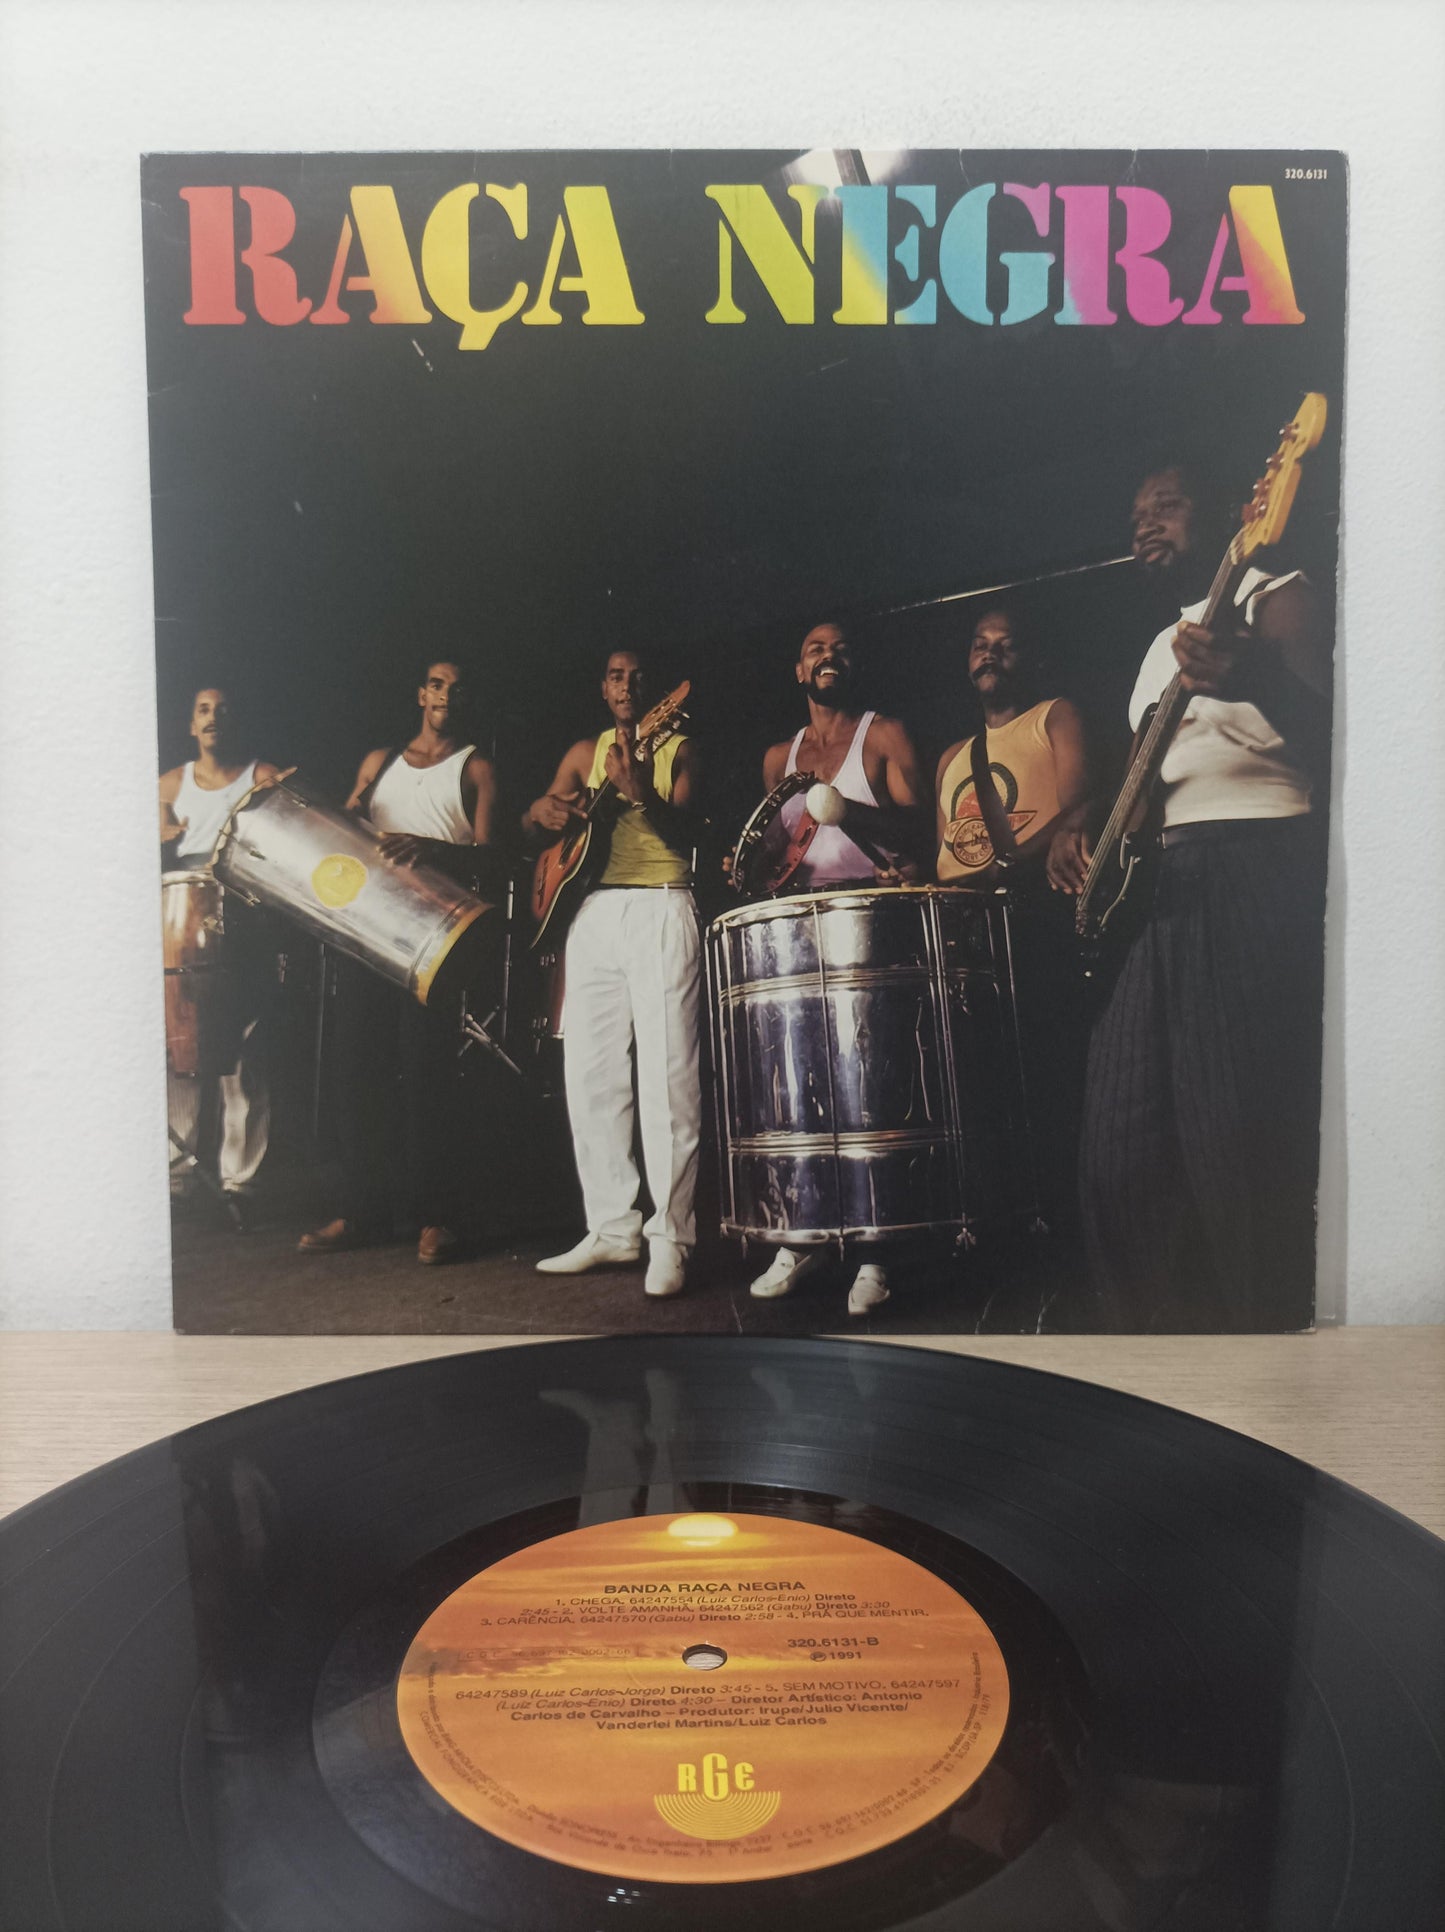 RAÇA NEGRA
320.6131
BANDA RAÇA NEGRA
1. CHEGA. 64247554 (Luiz Carlos-Enio) Direto
2:45 - 2. VOLTE AMANHÃ. 64247562 (Gabu) Direto 3:30
3. CARÊNCIA. 64247570 (Gabu) Direto 2:58 - 4. PRÁ QUE MENTIR.
320.6131-B
℗ 1991
64247589 (Luiz Carlos-Jorge) Direto 3:45 - 5. SEM MOTIVO. 64247597
(Luiz Carlos-Enio) Direto 4:30 – Diretor Artístico: Antonio
Carlos de Carvalho – Produtor: Irupe/Julio Vicente/
Vanderlei Martins/Luiz Carlos
RGE